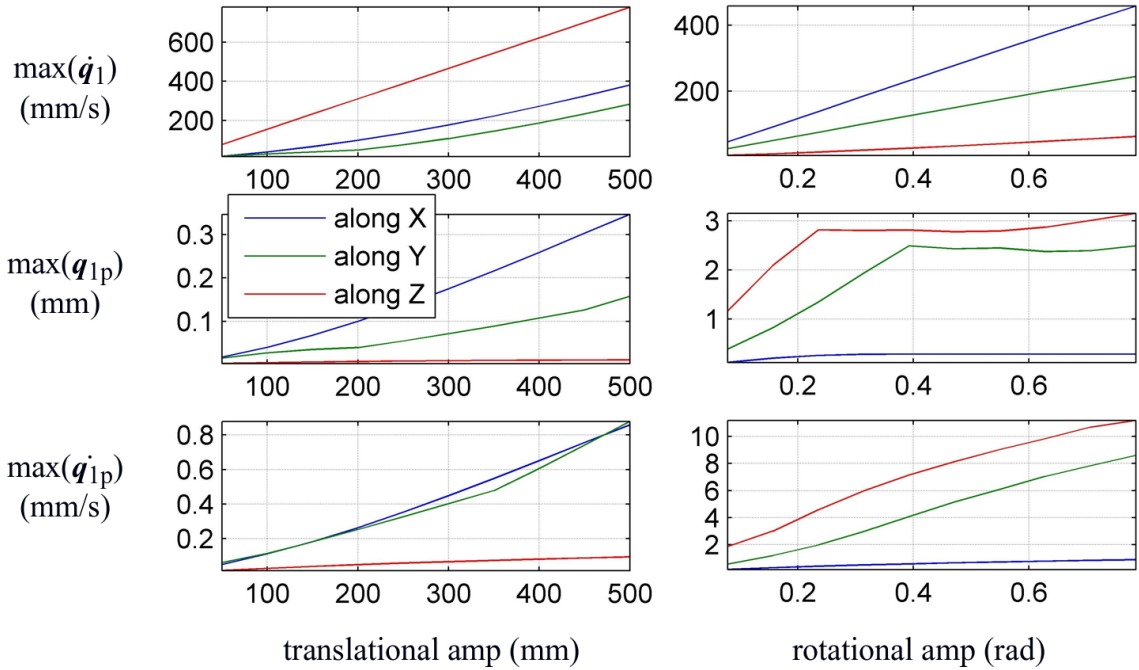 max(q̇₁)
(mm/s)
600
400
200
100 200 300 400 500
400
200
0.2 0.4 0.6
max(q₁ₚ)
(mm)
0.3
0.2
0.1
along X
along Y
along Z
100 200 300 400 500
3
2
1
0.2 0.4 0.6
max(q̇₁ₚ)
(mm/s)
0.8
0.6
0.4
0.2
100 200 300 400 500
10
8
6
4
2
0.2 0.4 0.6
translational amp (mm)
rotational amp (rad)